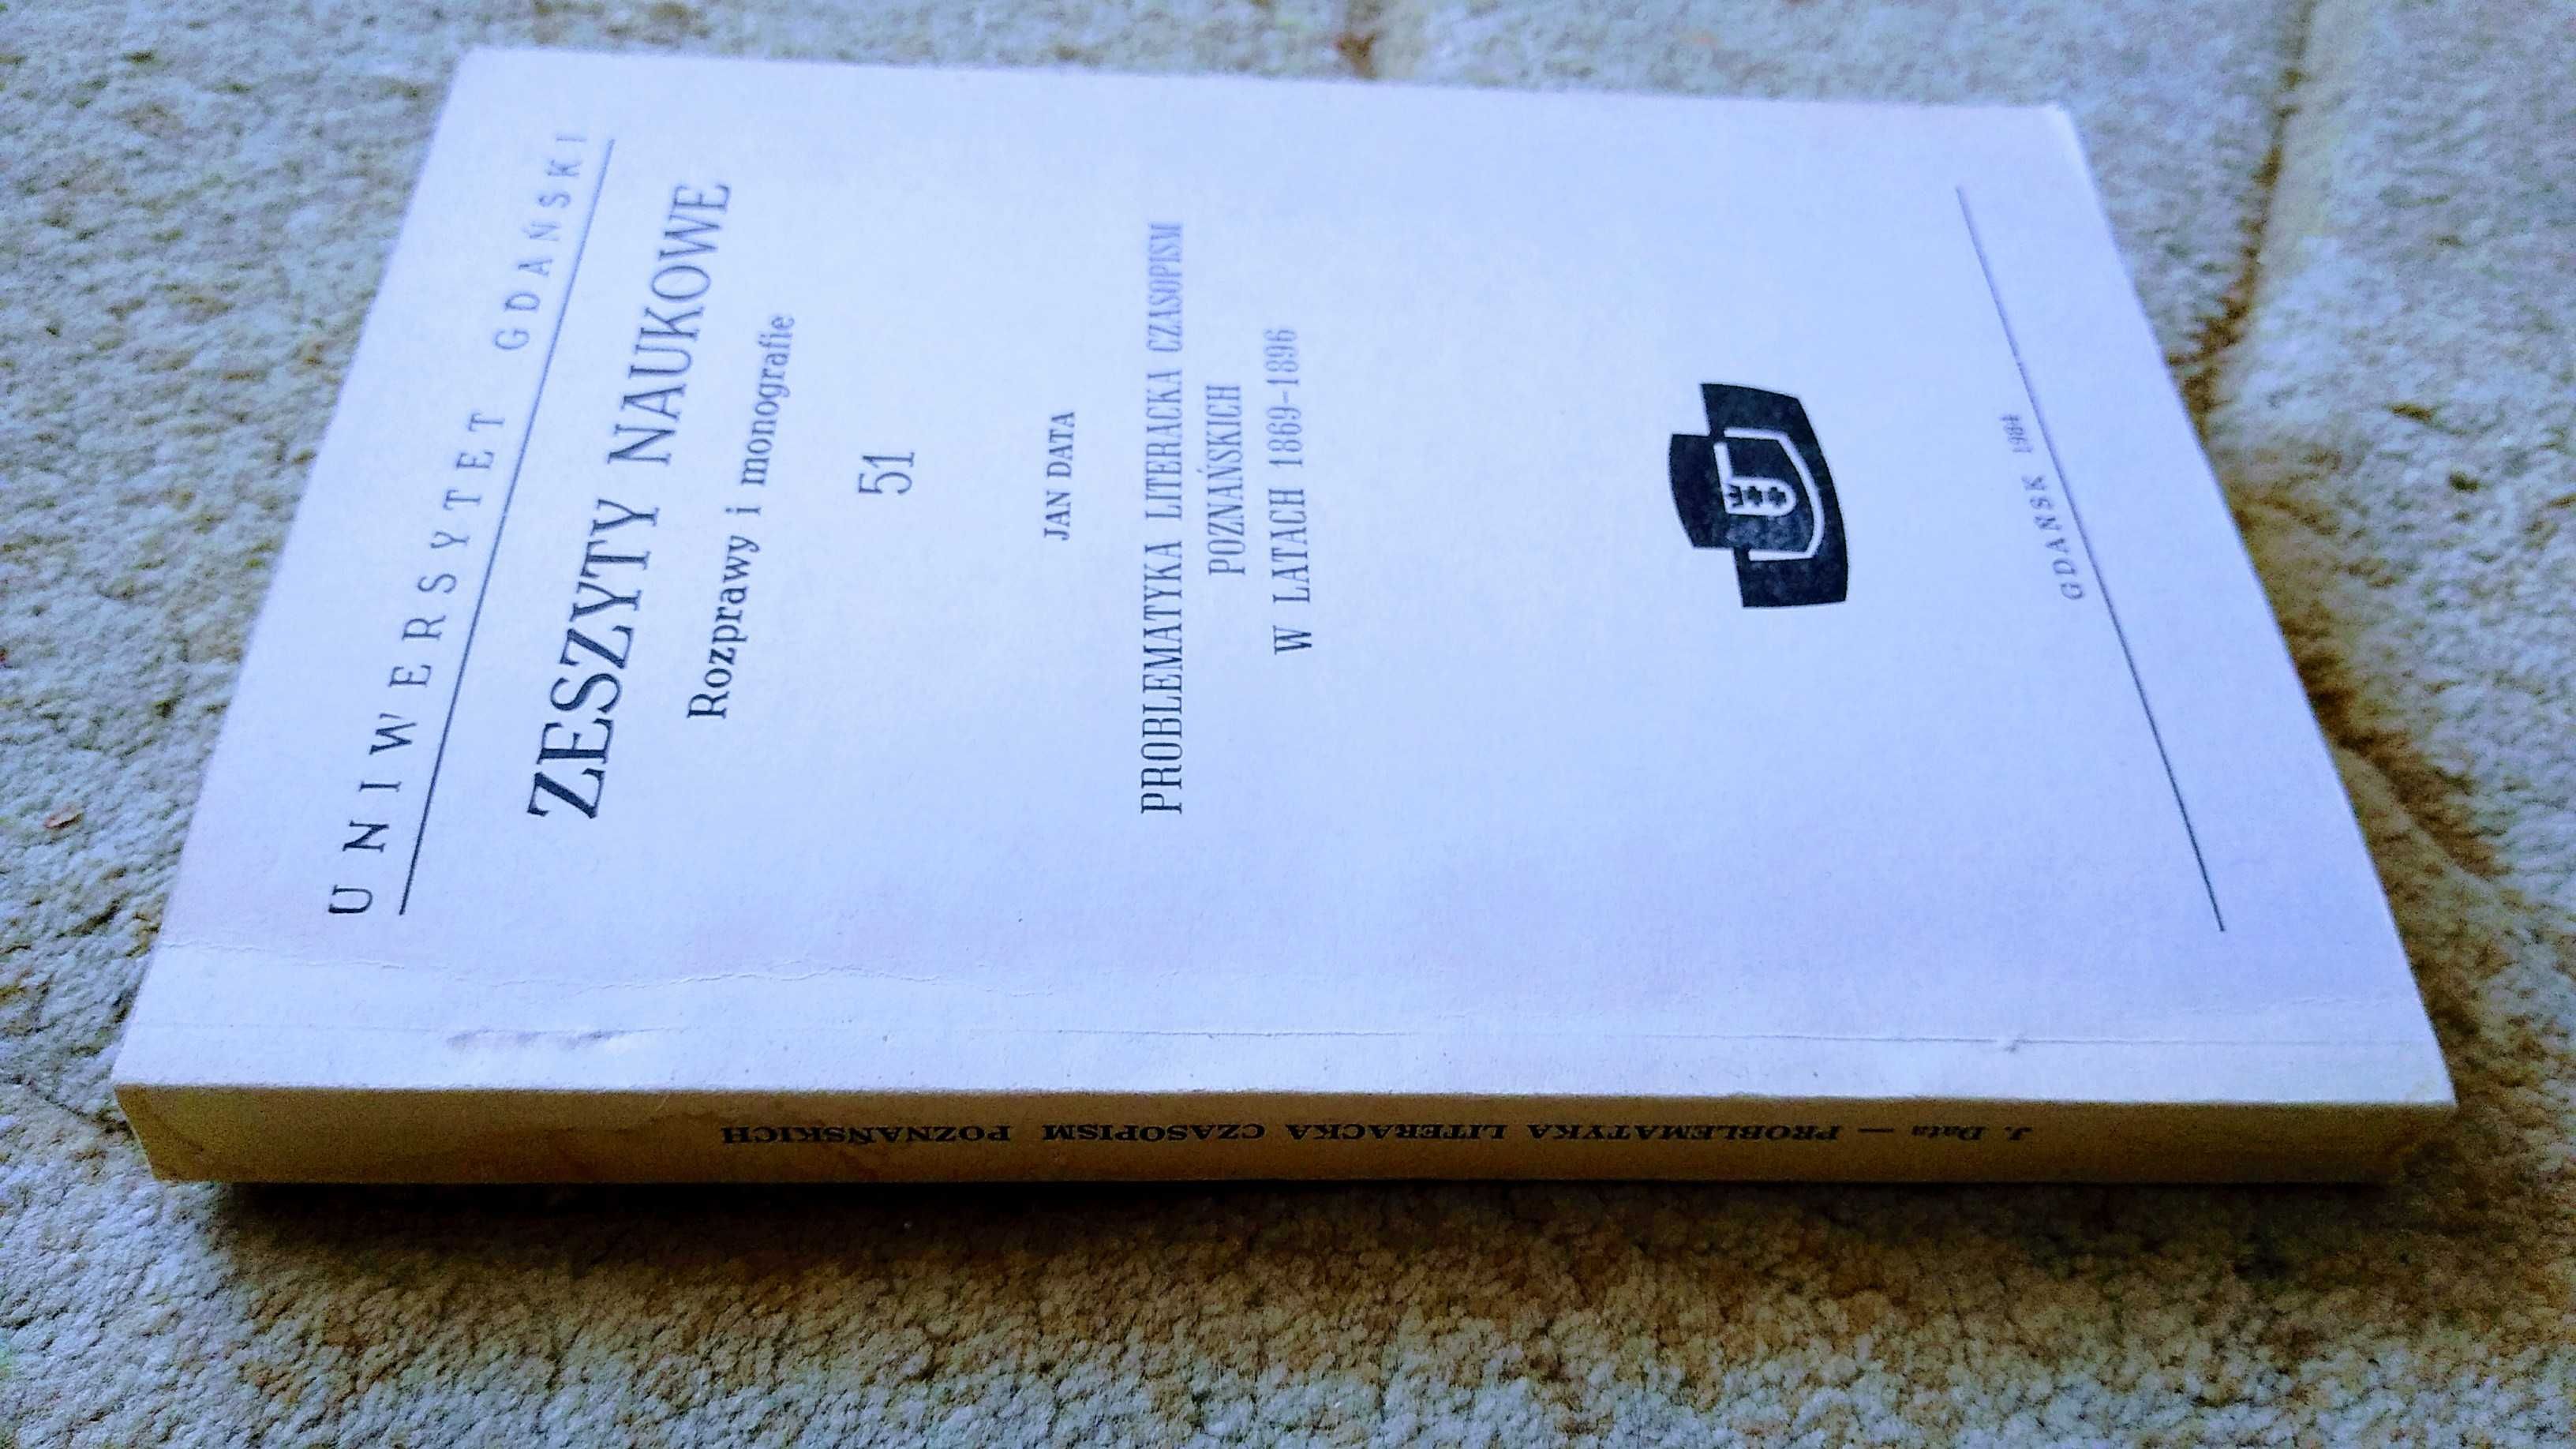 UNIWERSYTET GDAŃSKI
ZESZYTY NAUKOWE
Rozprawy i monografie
51
JAN DATA
PROBLEMATYKA LITERACKA CZASOPISM
POZNAŃSKICH
W LATACH 1869-1896
GDAŃSK 1984
J. Data — PROBLEMATYKA LITERACKA CZASOPISM POZNAŃSKICH